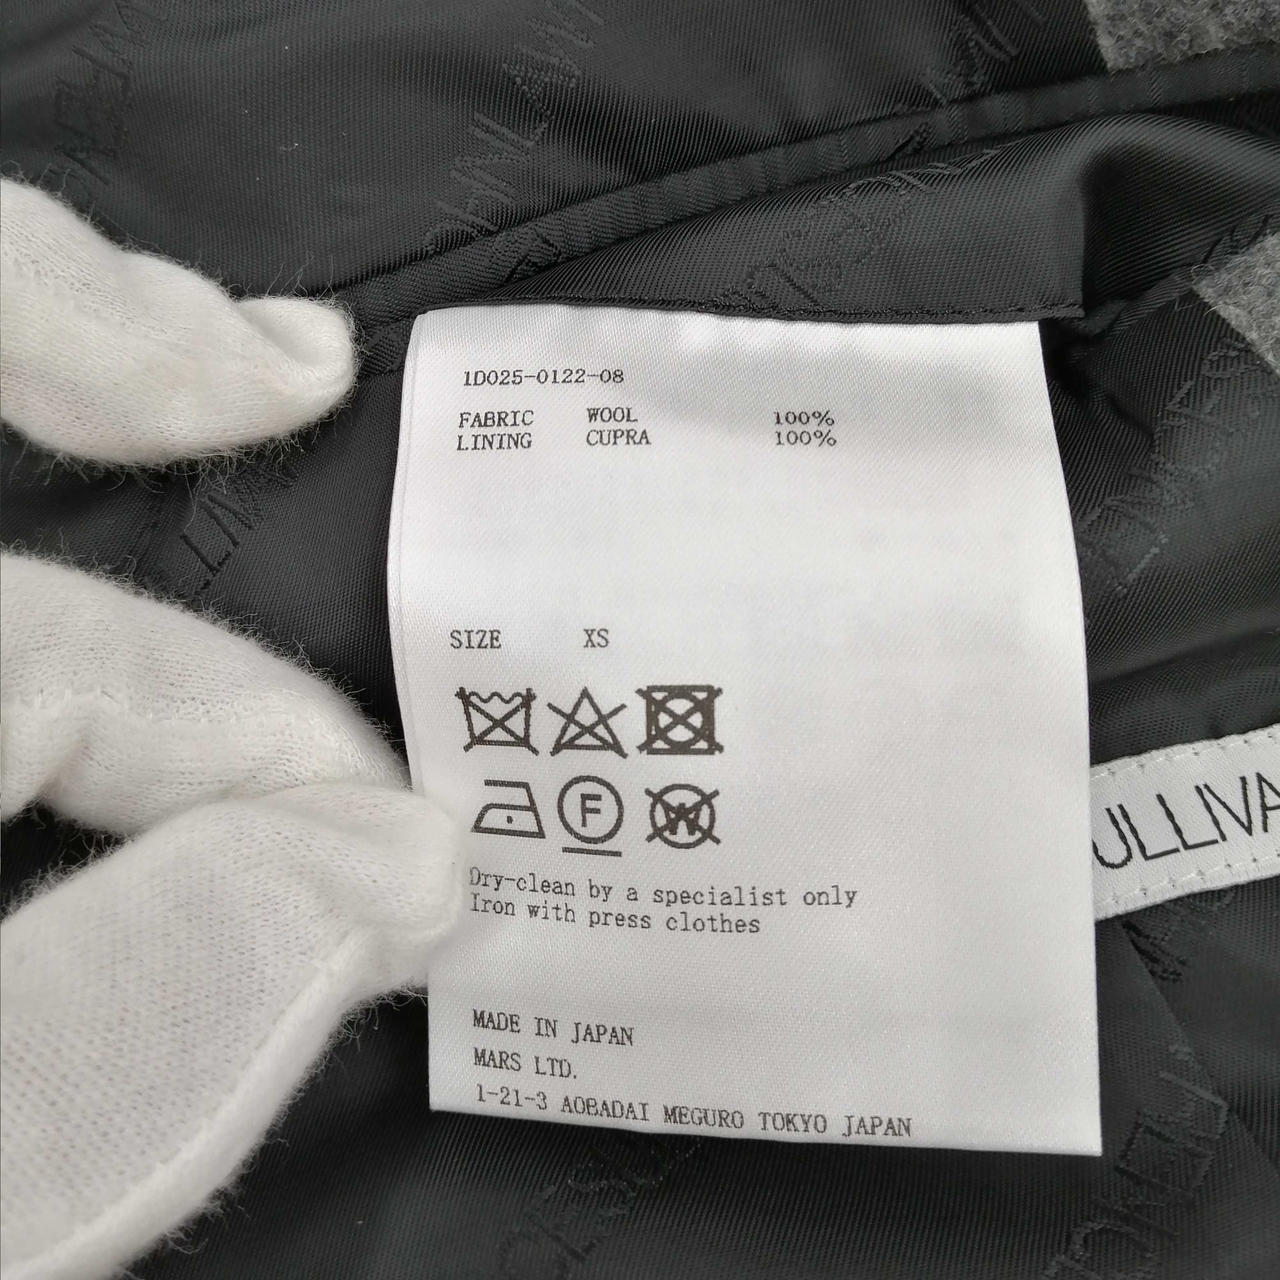 1D025-0122-08
FABRIC WOOL 100%
LINING CUPRA 100%
SIZE XS
F
W
Dry-clean by a specialist only
Iron with press clothes
MADE IN JAPAN
MARS LTD.
1-21-3 AOBADAI MEGURO TOKYO JAPAN
ULLIVA